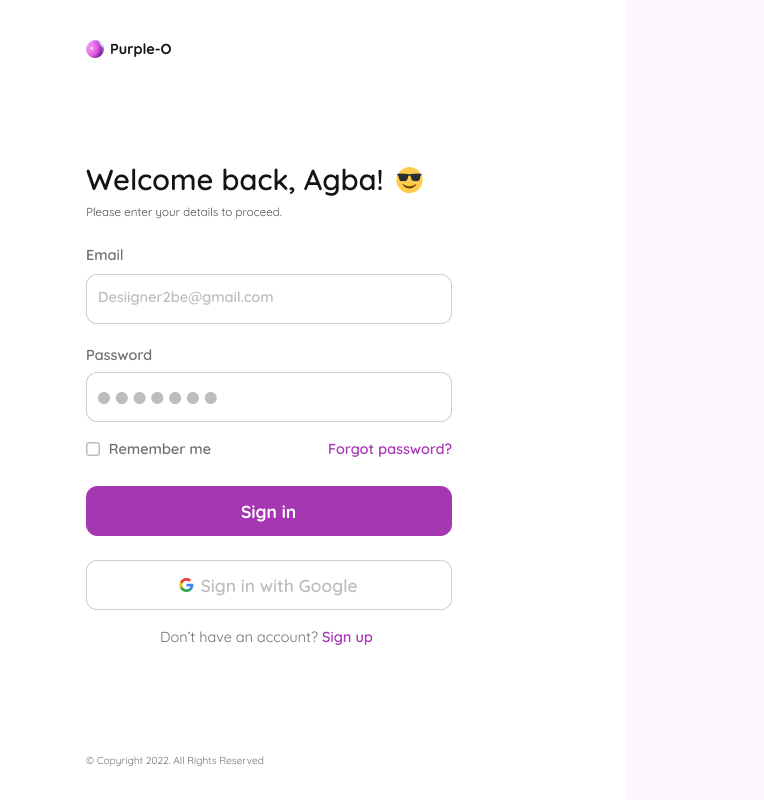 Purple-O
Welcome back, Agba! 😎
Please enter your details to proceed.
Email
Desiigner2be@gmail.com
Password
Remember me
Forgot password?
Sign in
Sign in with Google
Don't have an account? Sign up
© Copyright 2022. All Rights Reserved